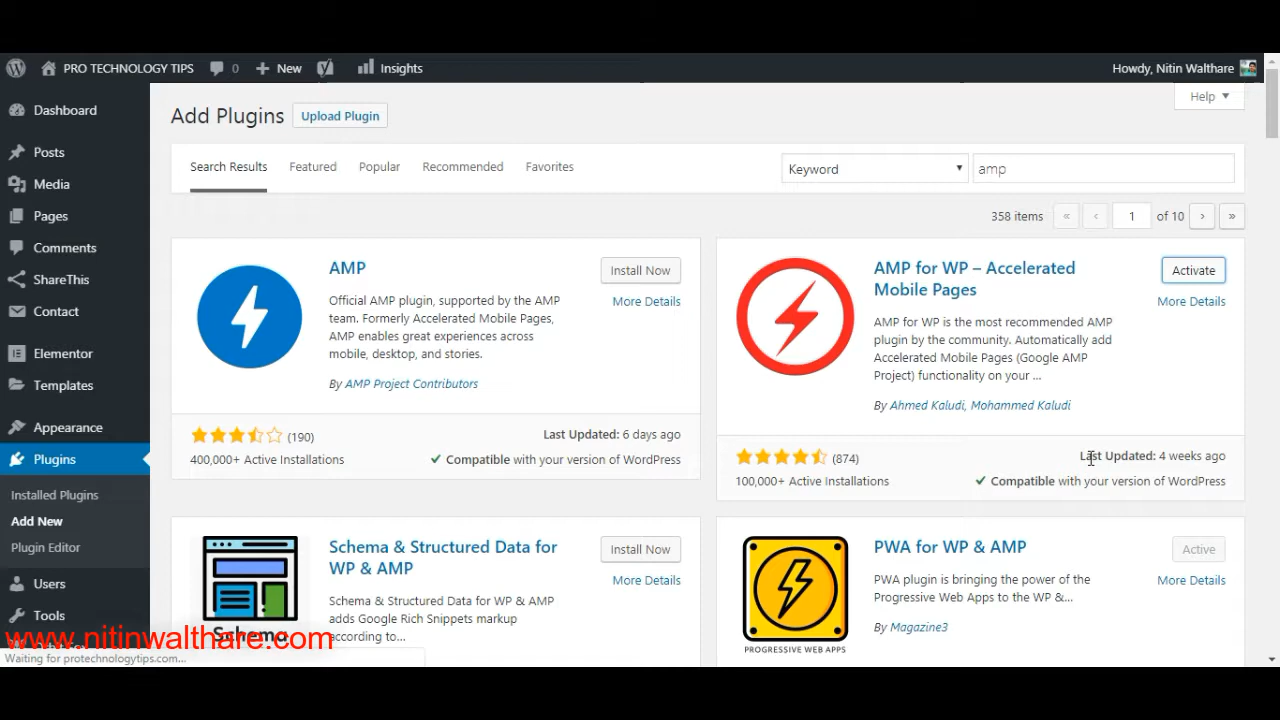 PRO TECHNOLOGY TIPS 0 New Insights Howdy, Nitin Walthare
Help
Dashboard
Posts
Media
Pages
Comments
ShareThis
Contact
Elementor
Templates
Appearance
Plugins
Installed Plugins
Add New
Plugin Editor
Users
Tools
Add Plugins Upload Plugin
Search Results Featured Popular Recommended Favorites Keyword amp
358 items « ‹ 1 of 10 › »
AMP
Install Now
More Details
Official AMP plugin, supported by the AMP
team. Formerly Accelerated Mobile Pages,
AMP enables great experiences across
mobile, desktop, and stories.
By AMP Project Contributors
(190)
Last Updated: 6 days ago
400,000+ Active Installations
Compatible with your version of WordPress
AMP for WP – Accelerated
Mobile Pages
Activate
More Details
AMP for WP is the most recommended AMP
plugin by the community. Automatically add
Accelerated Mobile Pages (Google AMP
Project) functionality on your ...
By Ahmed Kaludi, Mohammed Kaludi
(874)
Last Updated: 4 weeks ago
100,000+ Active Installations
Compatible with your version of WordPress
Schema
Schema & Structured Data for
WP & AMP
Install Now
More Details
Schema & Structured Data for WP & AMP
adds Google Rich Snippets markup
according to...
PROGRESSIVE WEB APPS
PWA for WP & AMP
Active
More Details
PWA plugin is bringing the power of the
Progressive Web Apps to the WP &...
By Magazine3
www.nitinwalthare.com
Waiting for protechnologytips.com...